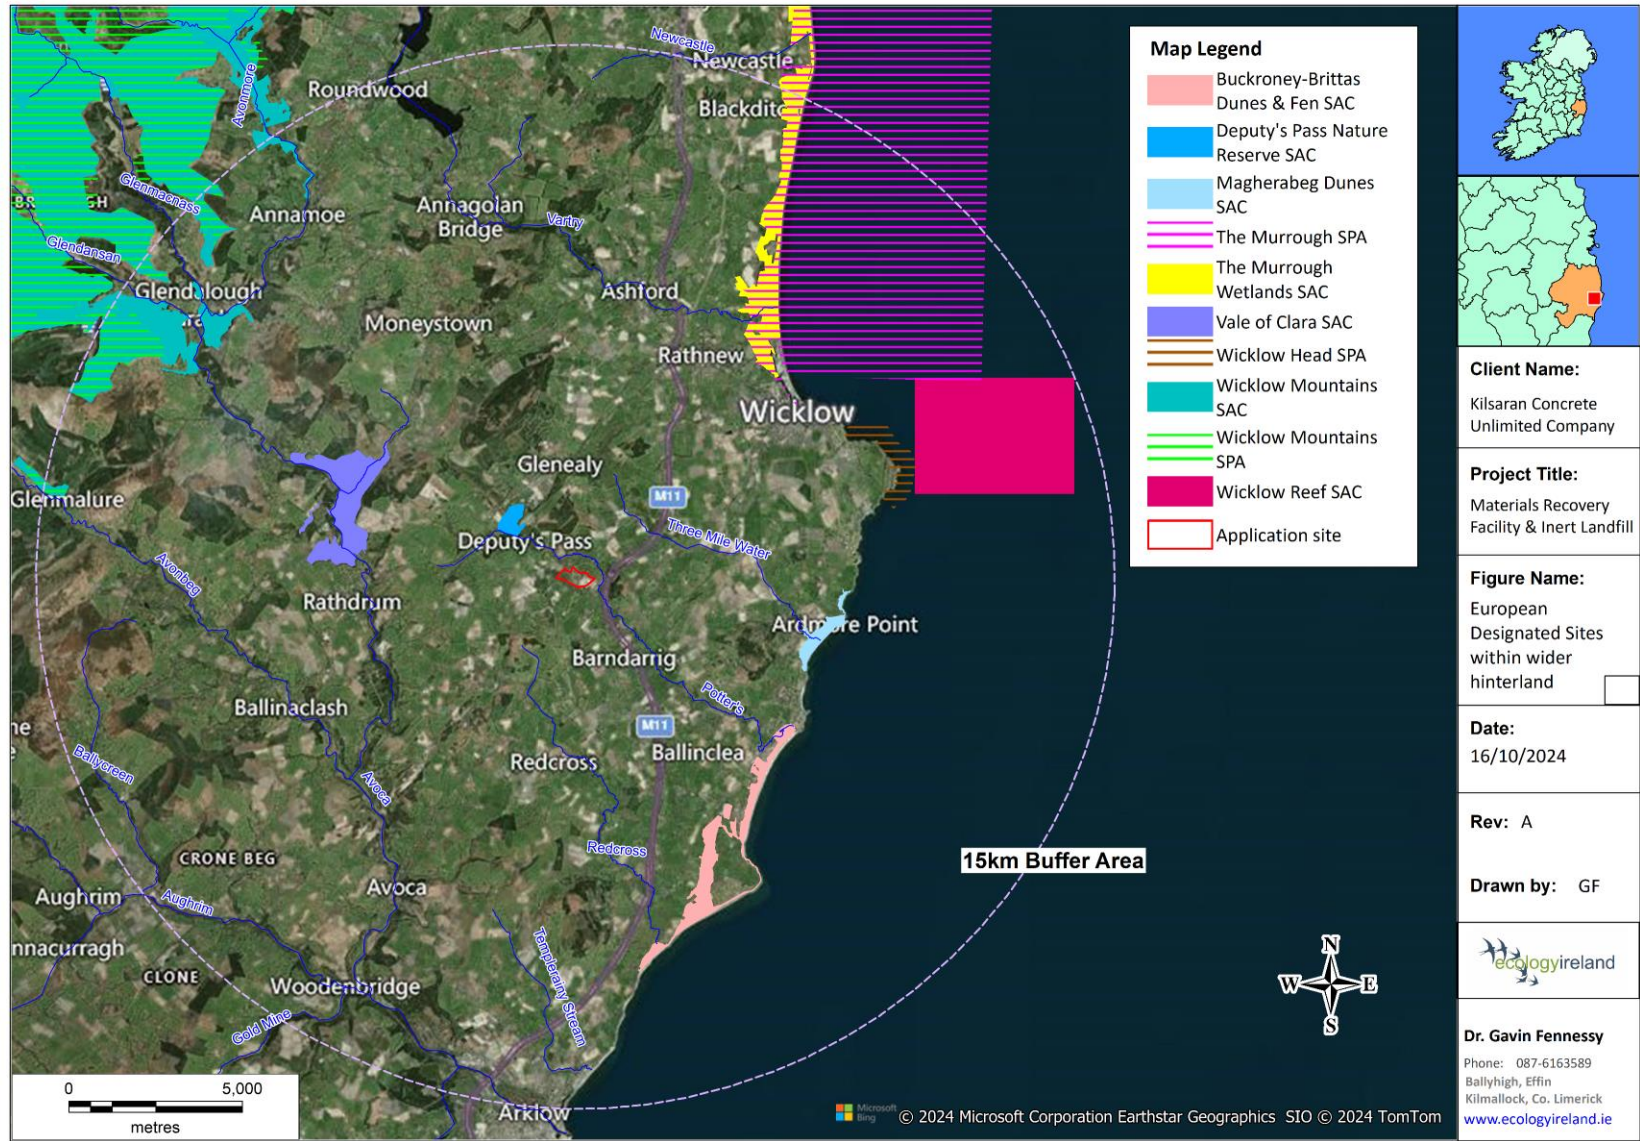 Newcastle
Newcastle
Roundwood
Avonmore
Blackditc
Glenmacnass
Annamoe
Annagolan
Bridge
Vartry
Glendansan
Glendalough
Ashford
Moneystown
Rathnew
Wicklow
Glenealy
Glenmalure
M11
Deputy's Pass
Three Mile Water
Avonbeg
Rathdrum
Ardmore Point
Barndarrig
Potter's
Ballinaclash
M11
Ballinclea
Redcross
Ballycreen
Avoca
Redcross
CRONE BEG
15km Buffer Area
Aughrim
Aughrim
Avoca
nnacurragh
CLONE
Templerainy Stream
Woodenbridge
Gold Mine
Arklow
0 5,000
metres
N
W E
S
Microsoft
Bing
© 2024 Microsoft Corporation Earthstar Geographics SIO © 2024 TomTom
Map Legend
Buckroney-Brittas
Dunes & Fen SAC
Deputy's Pass Nature
Reserve SAC
Magherabeg Dunes
SAC
The Murrough SPA
The Murrough
Wetlands SAC
Vale of Clara SAC
Wicklow Head SPA
Wicklow Mountains
SAC
Wicklow Mountains
SPA
Wicklow Reef SAC
Application site
Client Name:
Kilsaran Concrete
Unlimited Company
Project Title:
Materials Recovery
Facility & Inert Landfill
Figure Name:
European
Designated Sites
within wider
hinterland
Date:
16/10/2024
Rev: A
Drawn by: GF
ecologyireland
Dr. Gavin Fennessy
Phone: 087-6163589
Ballyhigh, Effin
Kilmallock, Co. Limerick
www.ecologyireland.ie